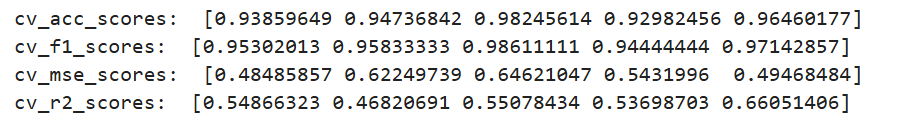 cv_acc_scores:  [0.93859649 0.94736842 0.98245614 0.92982456 0.96460177]
cv_f1_scores:  [0.95302013 0.95833333 0.98611111 0.94444444 0.97142857]
cv_mse_scores:  [0.48485857 0.62249739 0.64621047 0.5431996  0.49468484]
cv_r2_scores:  [0.54866323 0.46820691 0.55078434 0.53698703 0.66051406]